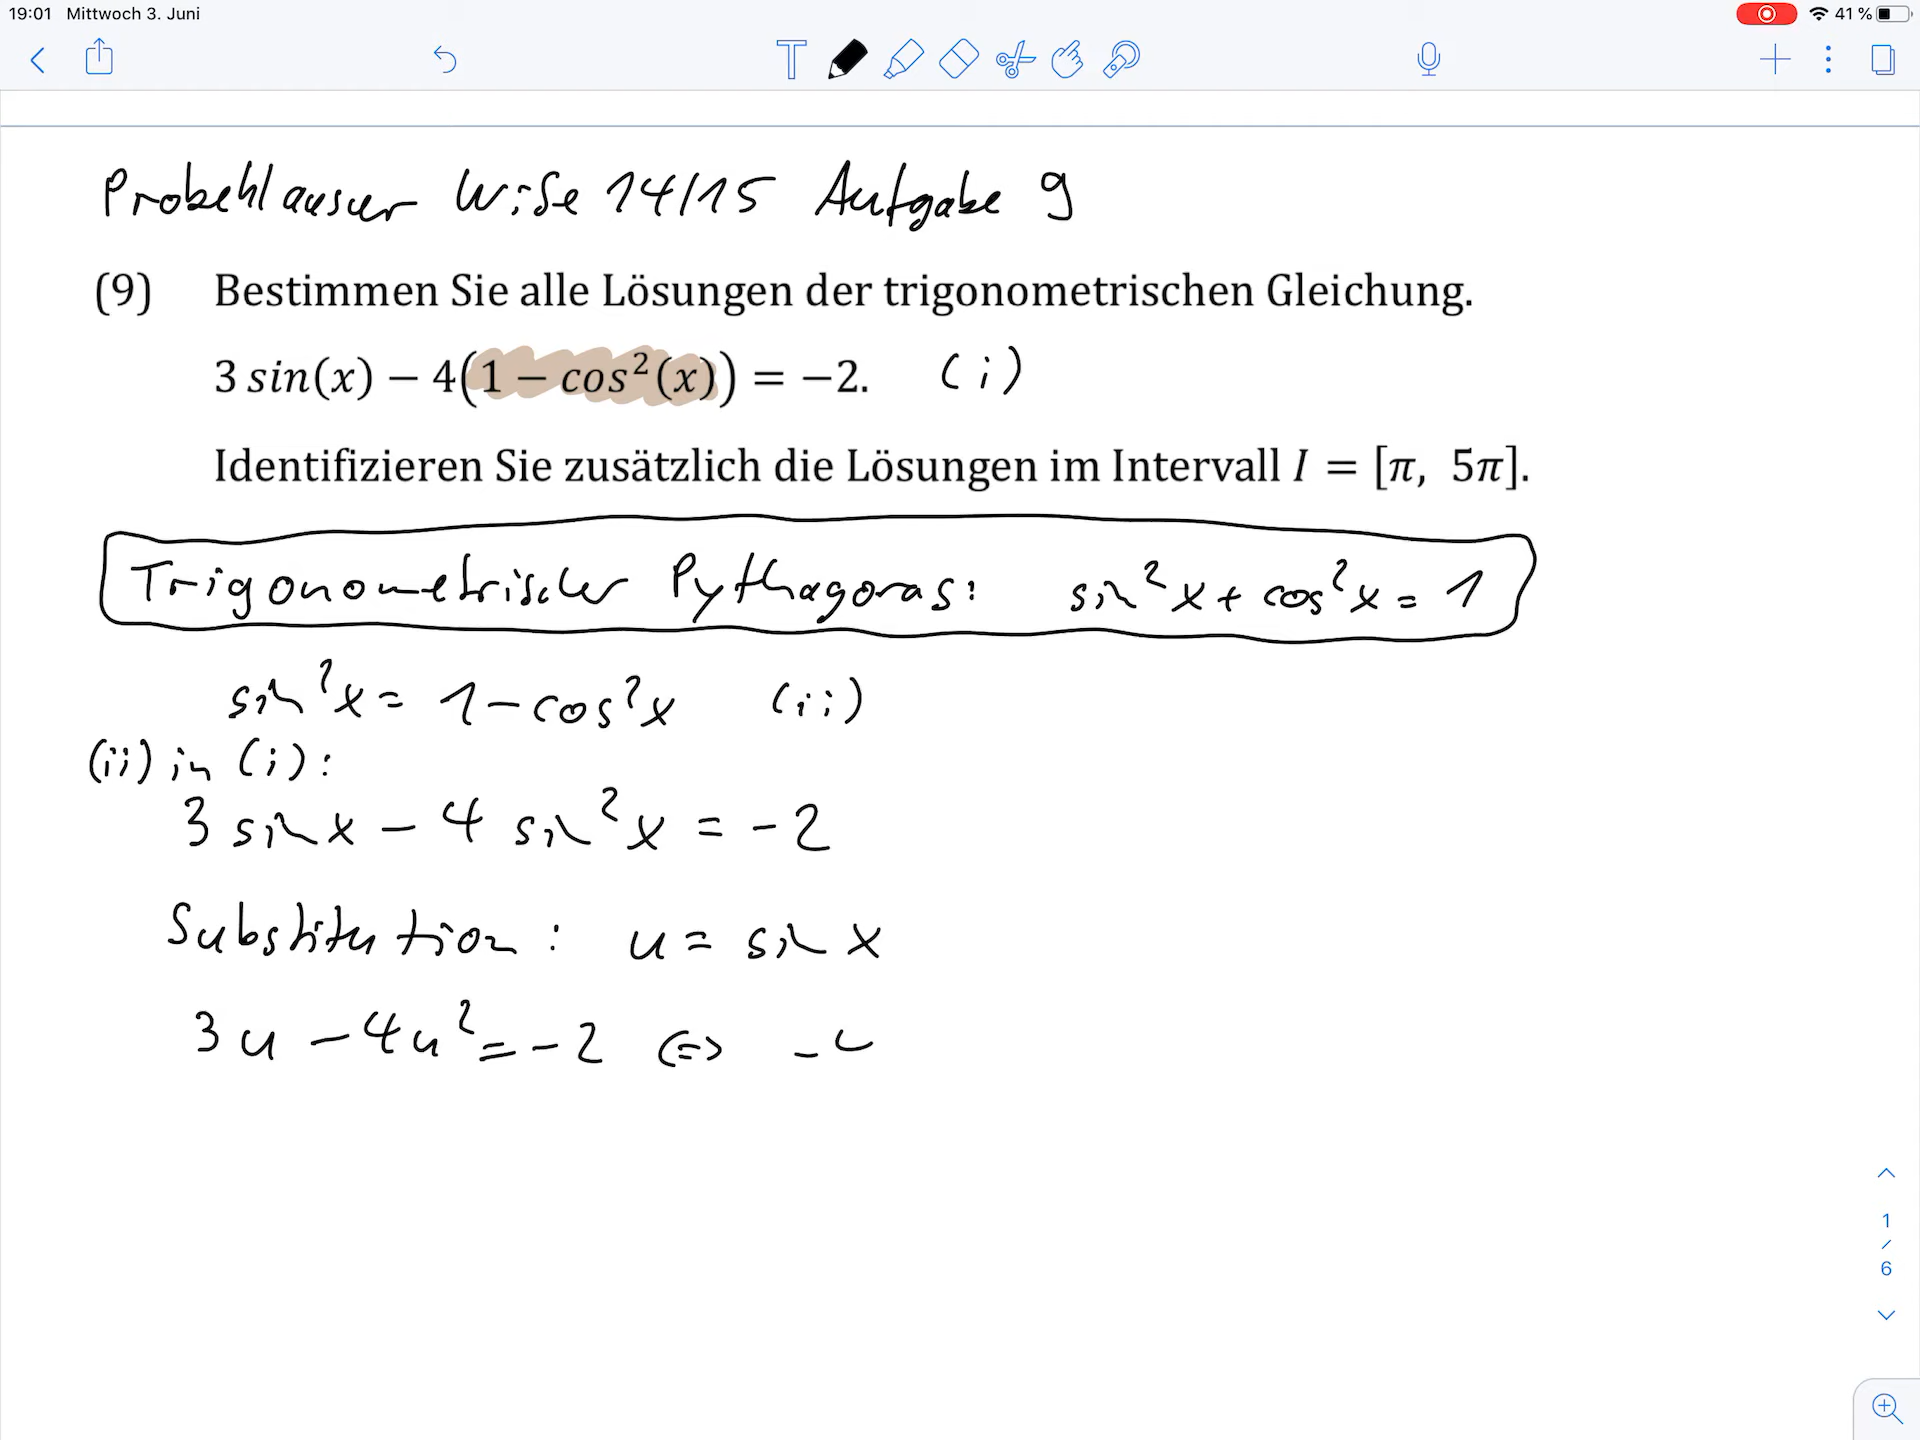 19:01 Mittwoch 3. Juni 41 %
T
Probeklausur WiSe 14/15 Aufgabe 9
(9) Bestimmen Sie alle Lösungen der trigonometrischen Gleichung.
3 sin(x) − 4(1 − cos²(x)) = −2. (i)
Identifizieren Sie zusätzlich die Lösungen im Intervall I = [π, 5π].
Trigonometrischer Pythagoras: sin²x + cos²x = 1
sin²x = 1 − cos²x (ii)
(ii) in (i):
3 sin x − 4 sin²x = −2
Substitution: u = sin x
3u − 4u² = −2 ⇔ −
1
/
6